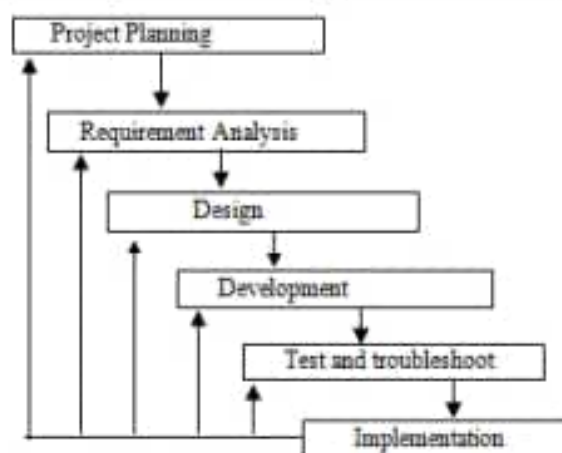 Project Planning
Requirement Analysis
Design
Development
Test and troubleshoot
Implementation